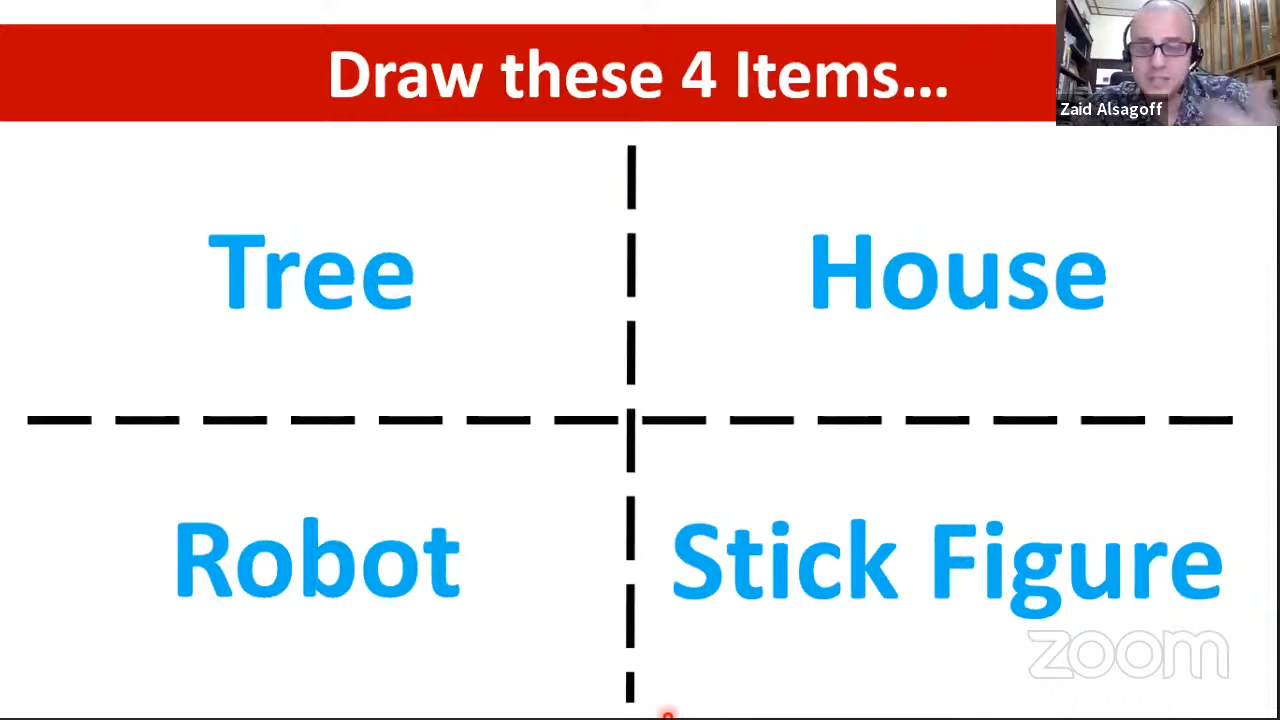 Draw these 4 Items...
Zaid Alsagoff
Tree
House
Robot
Stick Figure
zoom